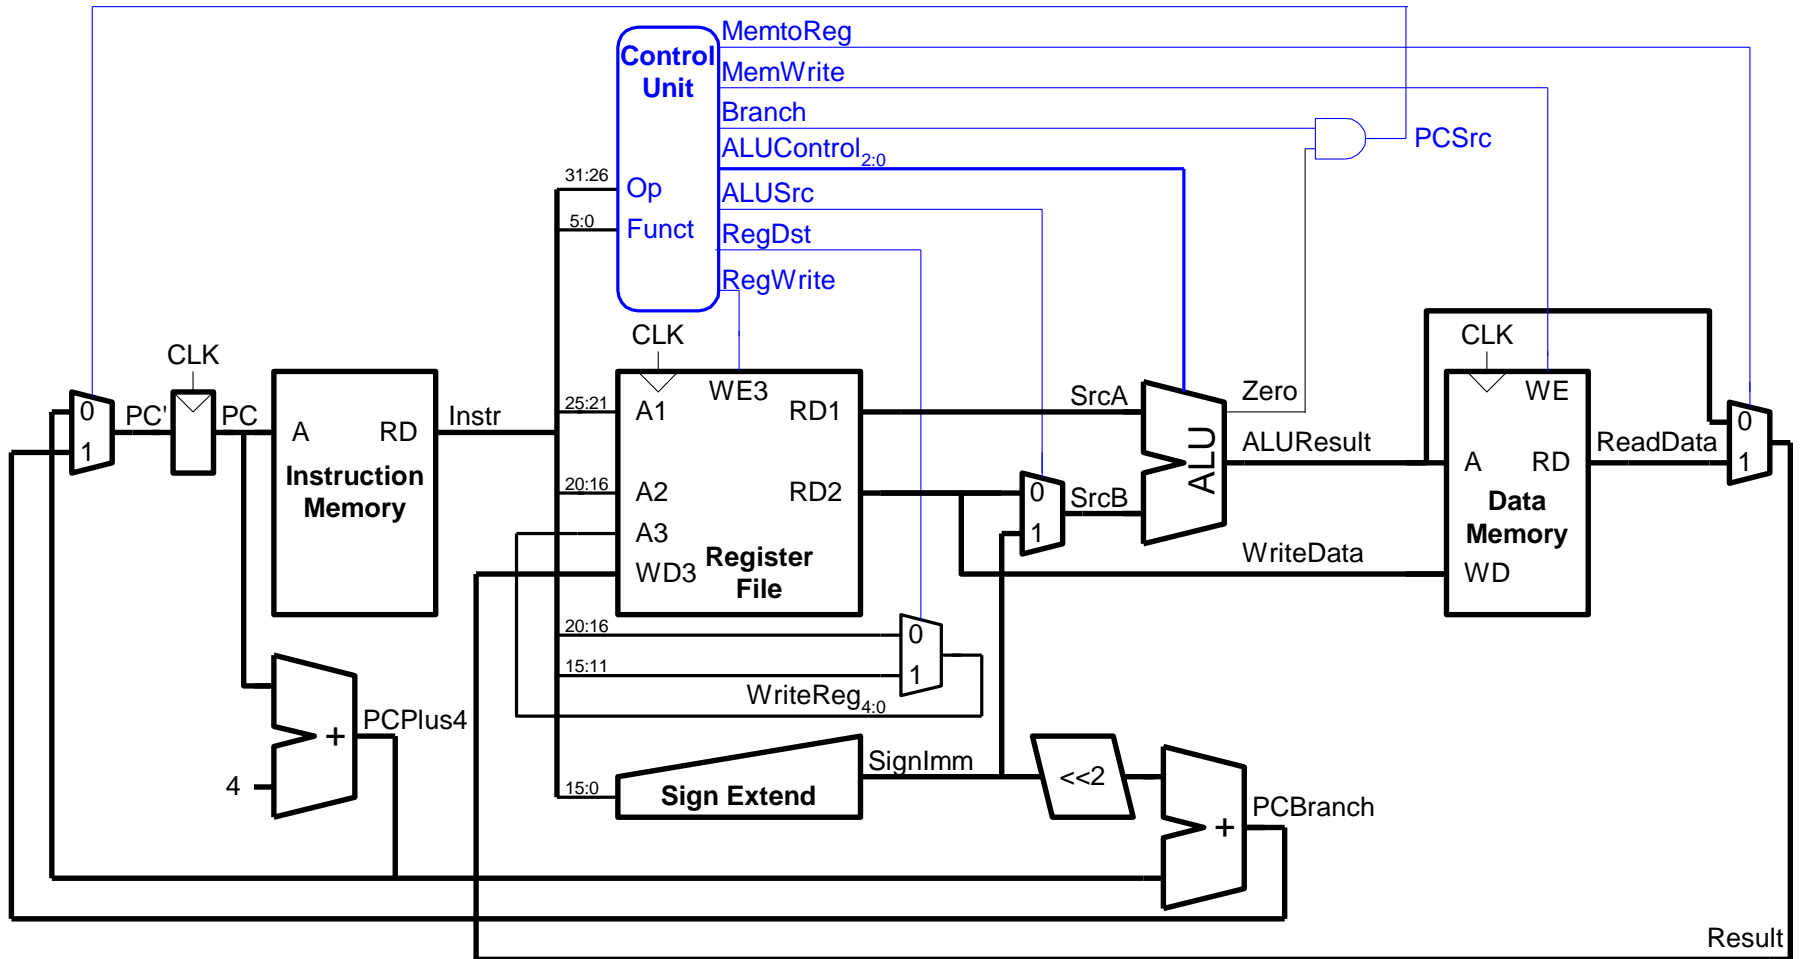 MemtoReg
Control
Unit
MemWrite
Branch
PCSrc
ALUControl2:0
31:26
Op
ALUSrc
5:0
Funct
RegDst
RegWrite
CLK
CLK
CLK
0
1
PC'
PC
A
RD
Instruction
Memory
Instr
25:21
A1
WE3
RD1
20:16
A2
RD2
A3
WD3
Register
File
SrcA
0
1
SrcB
ALU
Zero
ALUResult
WriteData
WE
A
RD
Data
Memory
WD
ReadData
0
1
20:16
0
15:11
1
WriteReg4:0
PCPlus4
+
4
SignImm
15:0
Sign Extend
<<2
+
PCBranch
Result